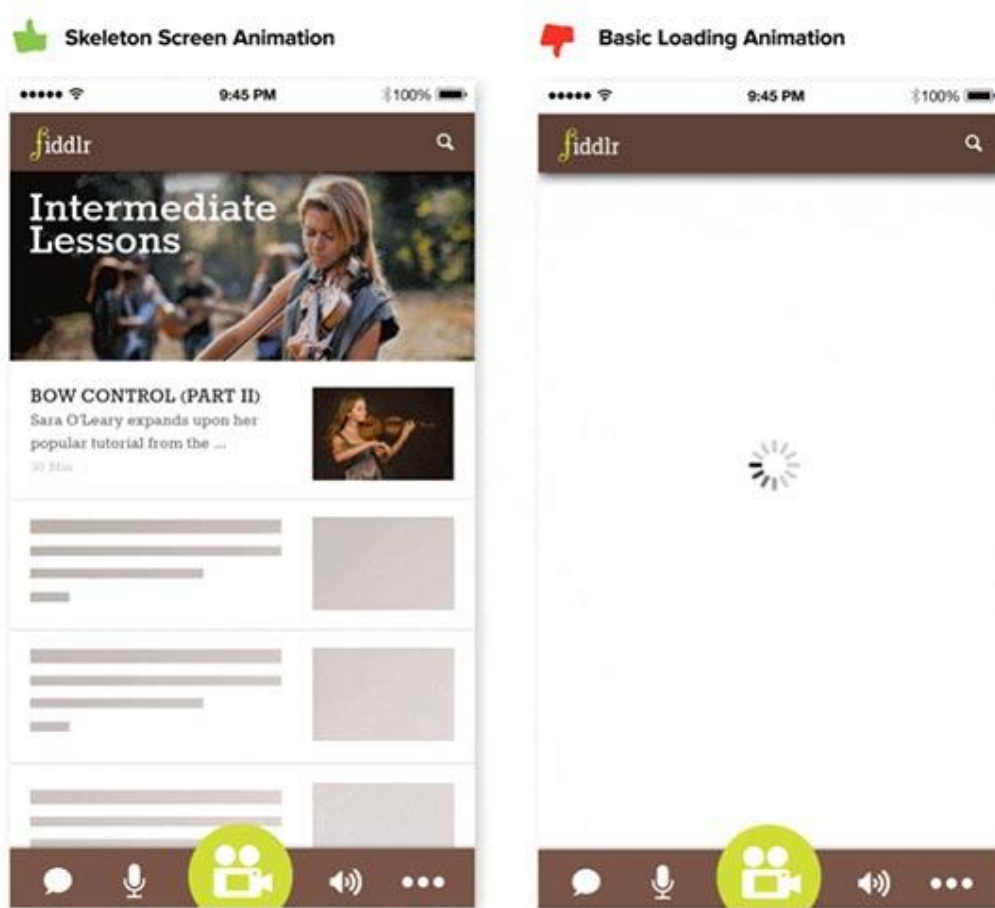 Skeleton Screen Animation
9:45 PM
100%
fiddlr
Intermediate
Lessons
BOW CONTROL (PART II)
Sara O'Leary expands upon her
popular tutorial from the ...
30 Min
Basic Loading Animation
9:45 PM
100%
fiddlr